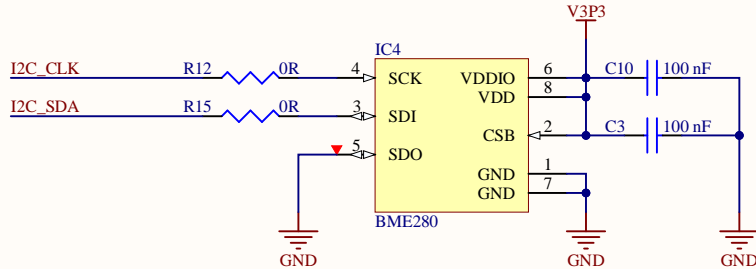 V3P3
IC4
I2C_CLK R12 0R 4 SCK VDDIO 6 C10 100 nF
VDD 8
I2C_SDA R15 0R 3 SDI CSB 2 C3 100 nF
5 SDO
GND 1
GND 7
BME280
GND GND GND